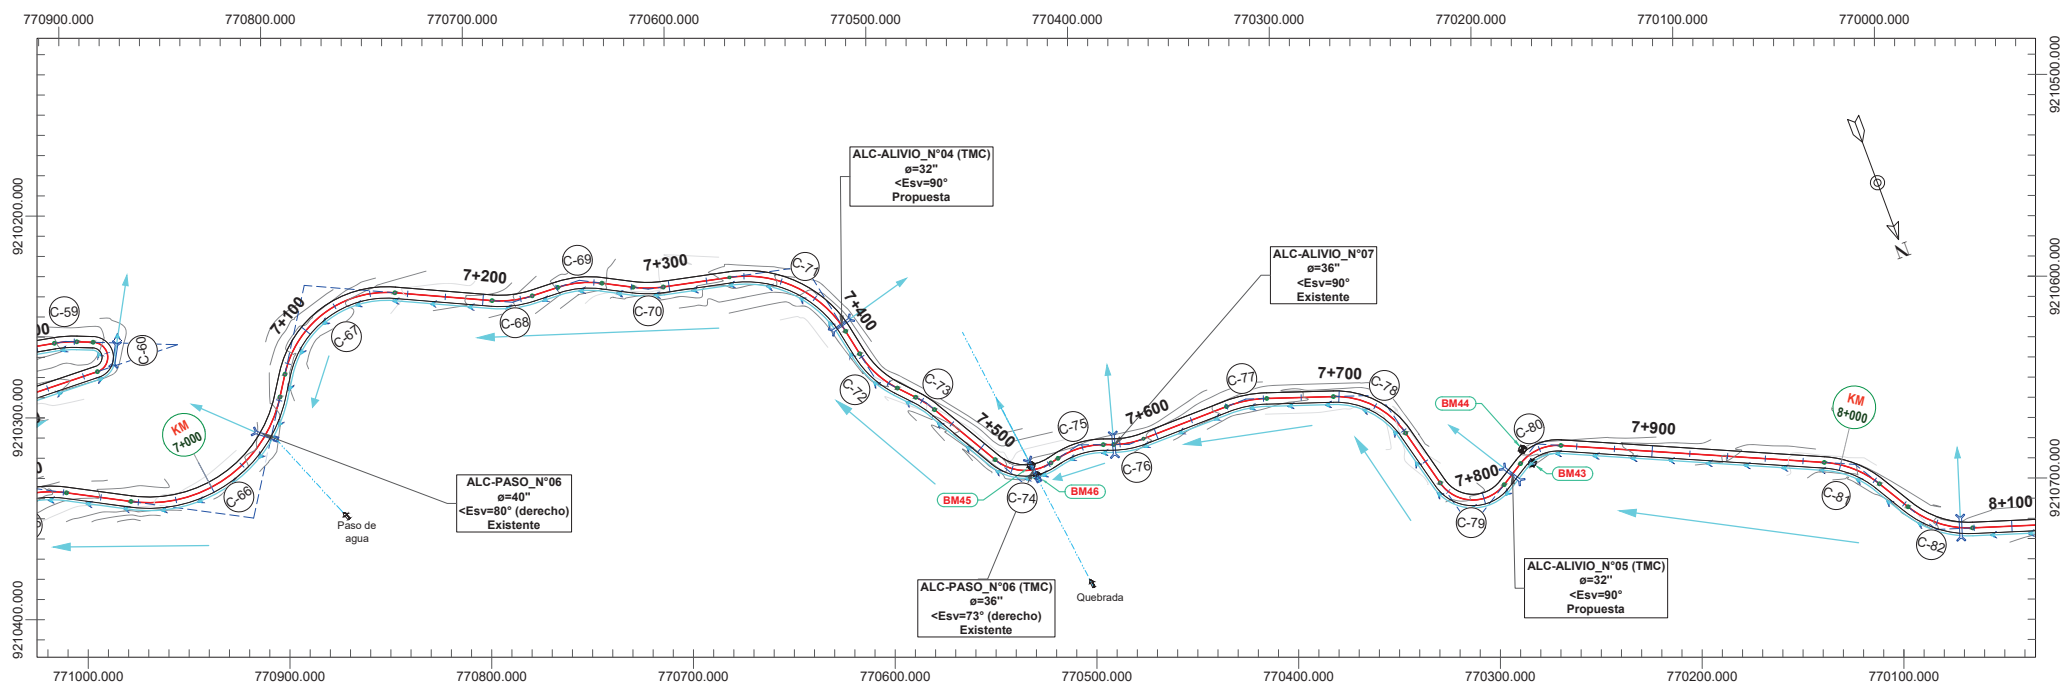 770900.000
770800.000
770700.000
770600.000
770500.000
770400.000
770300.000
770200.000
770100.000
770000.000
9210500.000
9210600.000
9210700.000
9210200.000
9210300.000
9210400.000
N
ALC-ALIVIO_N°04 (TMC)
ø=32"
<Esv=90°
Propuesta
ALC-ALIVIO_N°07
ø=36"
<Esv=90°
Existente
C-59
00
C-60
7+100
C-67
7+200
C-68
C-69
7+300
C-70
C-71
7+400
C-72
C-73
7+500
C-74
C-75
7+600
C-76
C-77
7+700
C-78
C-79
7+800
C-80
7+900
C-81
C-82
8+100
KM
7+000
KM
8+000
C-66
0
BM44
BM43
BM45
BM46
ALC-PASO_N°06
ø=40"
<Esv=80° (derecho)
Existente
Paso de
agua
ALC-PASO_N°06 (TMC)
ø=36"
<Esv=73° (derecho)
Existente
Quebrada
ALC-ALIVIO_N°05 (TMC)
ø=32"
<Esv=90°
Propuesta
771000.000
770900.000
770800.000
770700.000
770600.000
770500.000
770400.000
770300.000
770200.000
770100.000